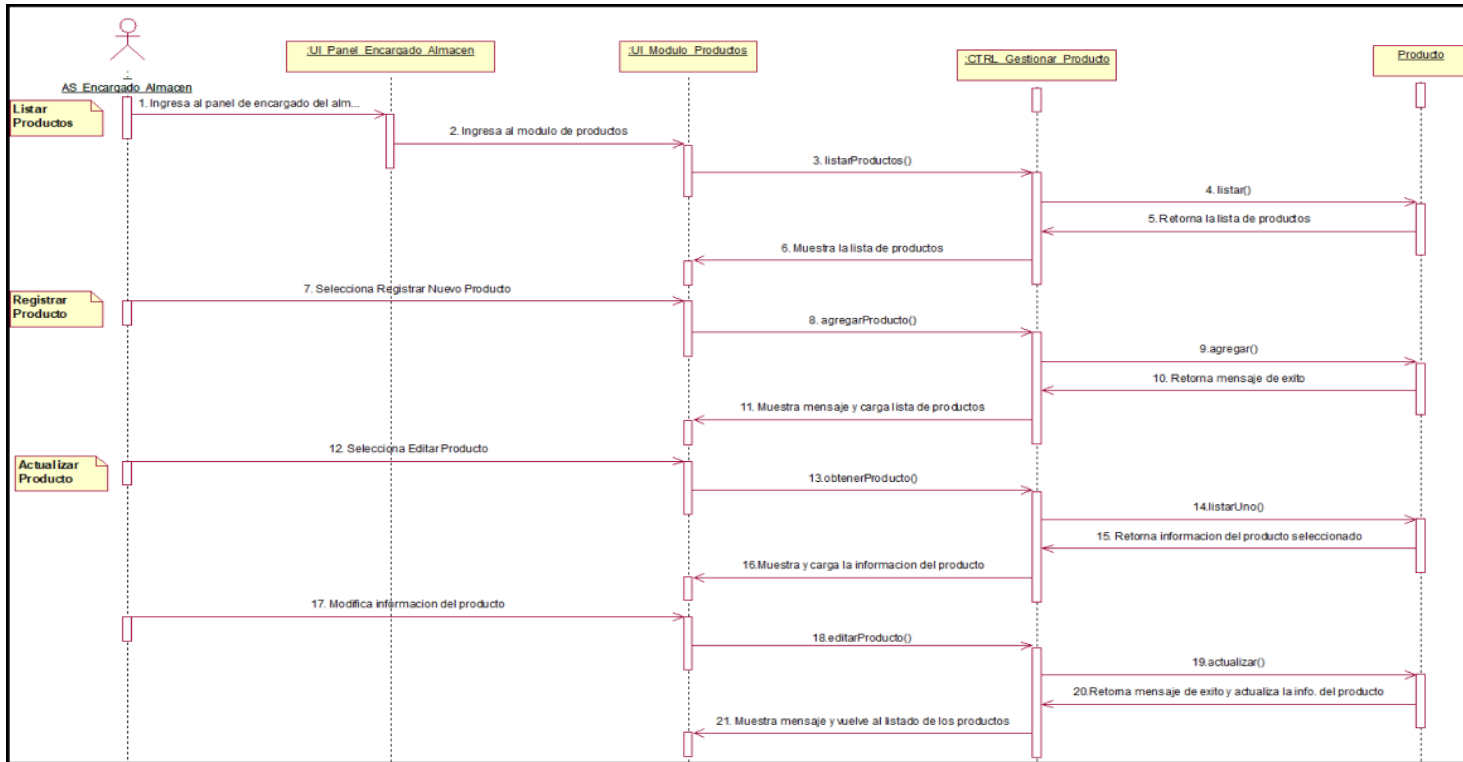 :UI_Panel_Encargado_Almacen
:UI_Modulo_Productos
:CTRL_Gestionar_Producto
Producto
:
AS_Encargado_Almacen
Listar
Productos
1. Ingresa al panel de encargado del alm...
2. Ingresa al modulo de productos
3. listarProductos()
4. listar()
5. Retorna la lista de productos
6. Muestra la lista de productos
Registrar
Producto
7. Selecciona Registrar Nuevo Producto
8. agregarProducto()
9.agregar()
10. Retorna mensaje de exito
11. Muestra mensaje y carga lista de productos
Actualizar
Producto
12. Selecciona Editar Producto
13.obtenerProducto()
14.listarUno()
15. Retorna informacion del producto seleccionado
16.Muestra y carga la informacion del producto
17. Modifica informacion del producto
18.editarProducto()
19.actualizar()
20.Retorna mensaje de exito y actualiza la info. del producto
21. Muestra mensaje y vuelve al listado de los productos